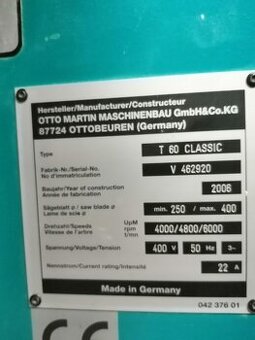 Hersteller/Manufacturer/Constructeur
OTTO MARTIN MASCHINENBAU GmbH&Co.KG
87724 OTTOBEUREN (Germany)
Type
T 60 CLASSIC
Fabrik-Nr./Serial-No.
No d'immatriculation
V 462920
Baujahr/Year of construction
Année de fabrication
2006
Sägeblatt ø / saw blade ø
Lame de scie ø
min. 250 / max. 400
Drehzahl/Speeds
Vitesse de l'arbre
UpM
rpm
t/min
4000/4800/6000
Spannung/Voltage/Tension
400 V 50 Hz 3~
Nennstrom/Current rating/Intensité
22 A
Made in Germany
042 376 01
CE